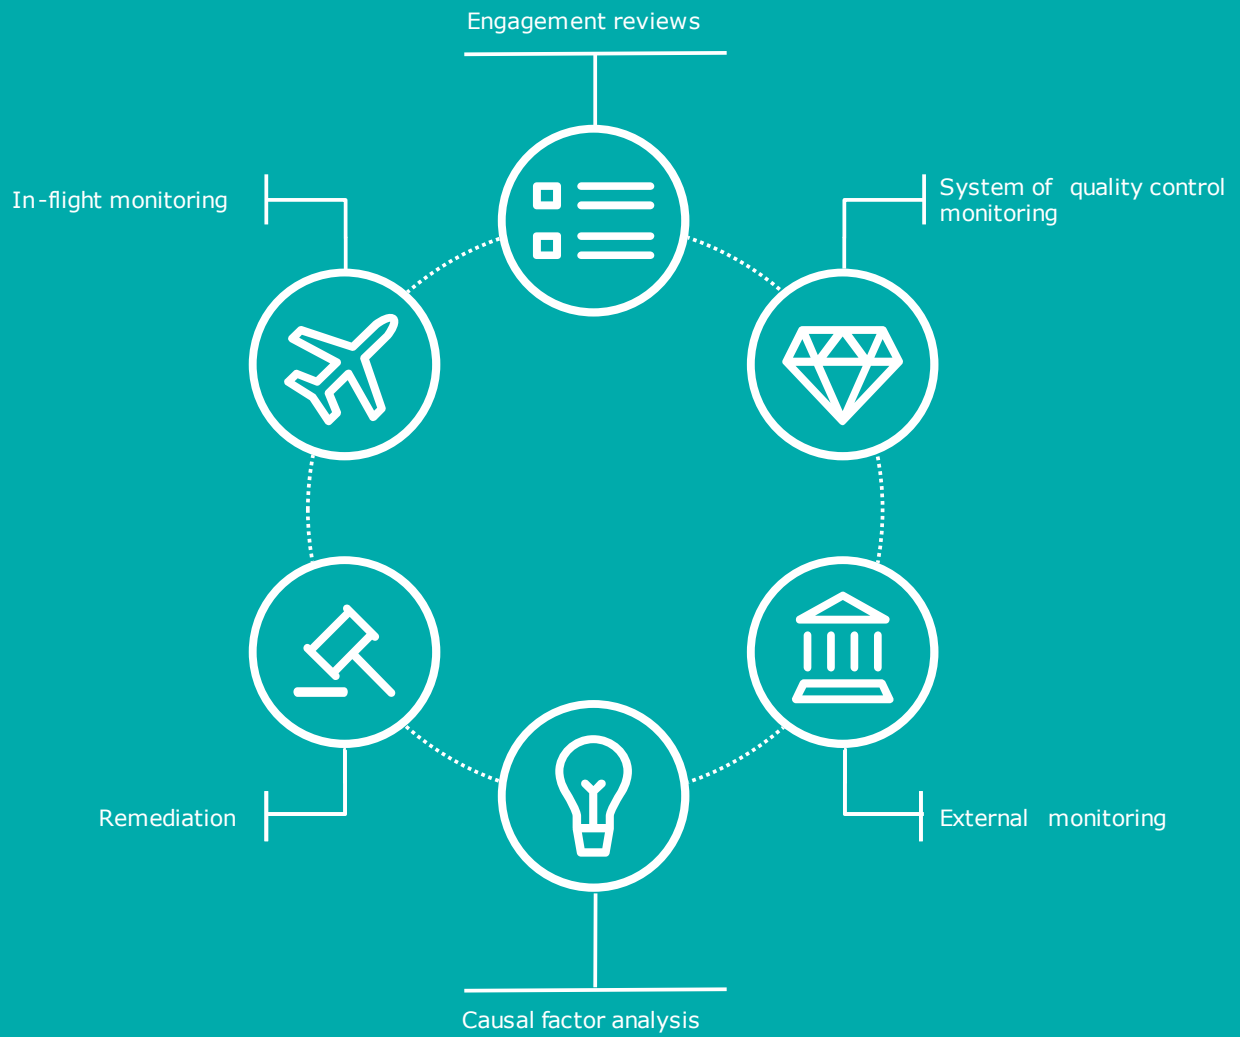 Engagement reviews
In-flight monitoring
System of quality control
monitoring
Remediation
External monitoring
Causal factor analysis